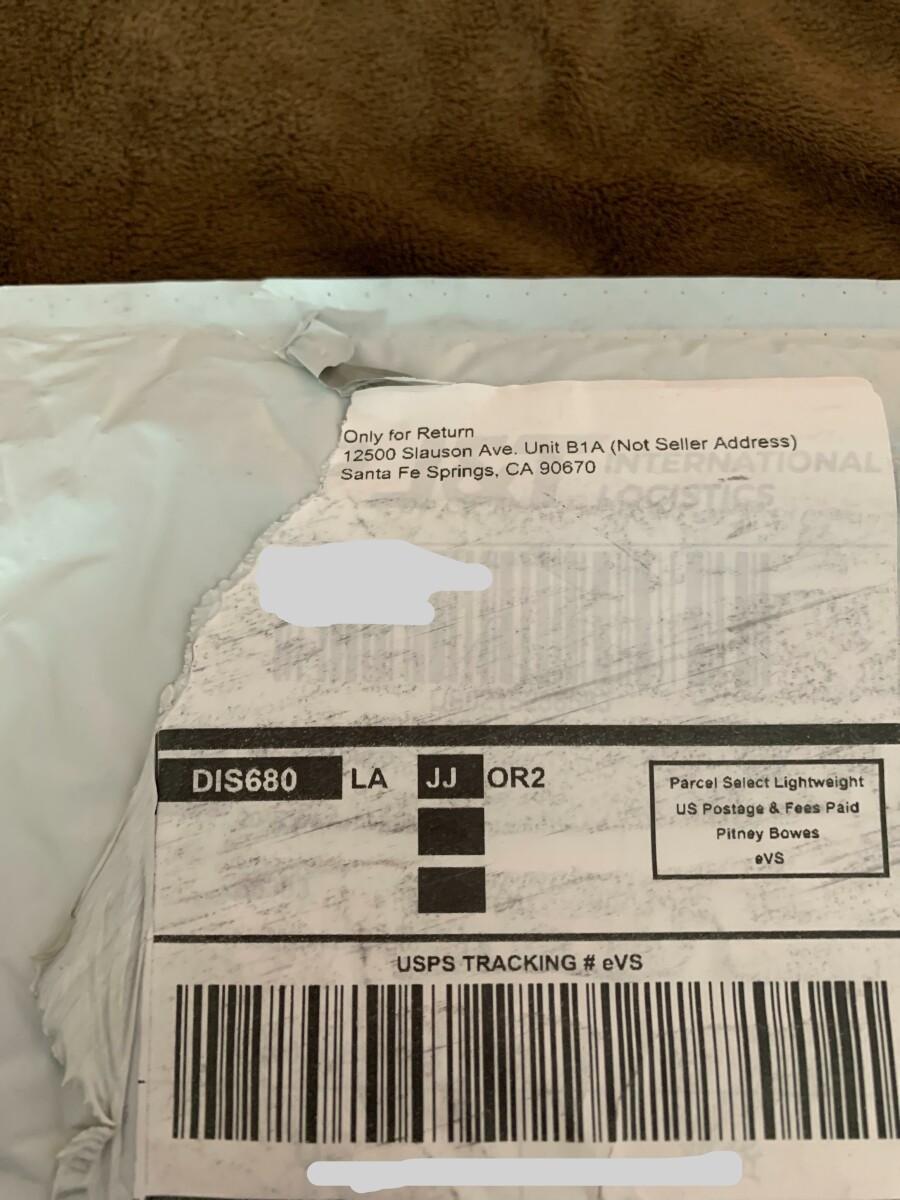 Only for Return
12500 Slauson Ave. Unit B1A (Not Seller Address)
Santa Fe Springs, CA 90670
INTERNATIONAL
LOGISTICS
DIS680 LA JJ OR2
Parcel Select Lightweight
US Postage & Fees Paid
Pitney Bowes
eVS
USPS TRACKING # eVS